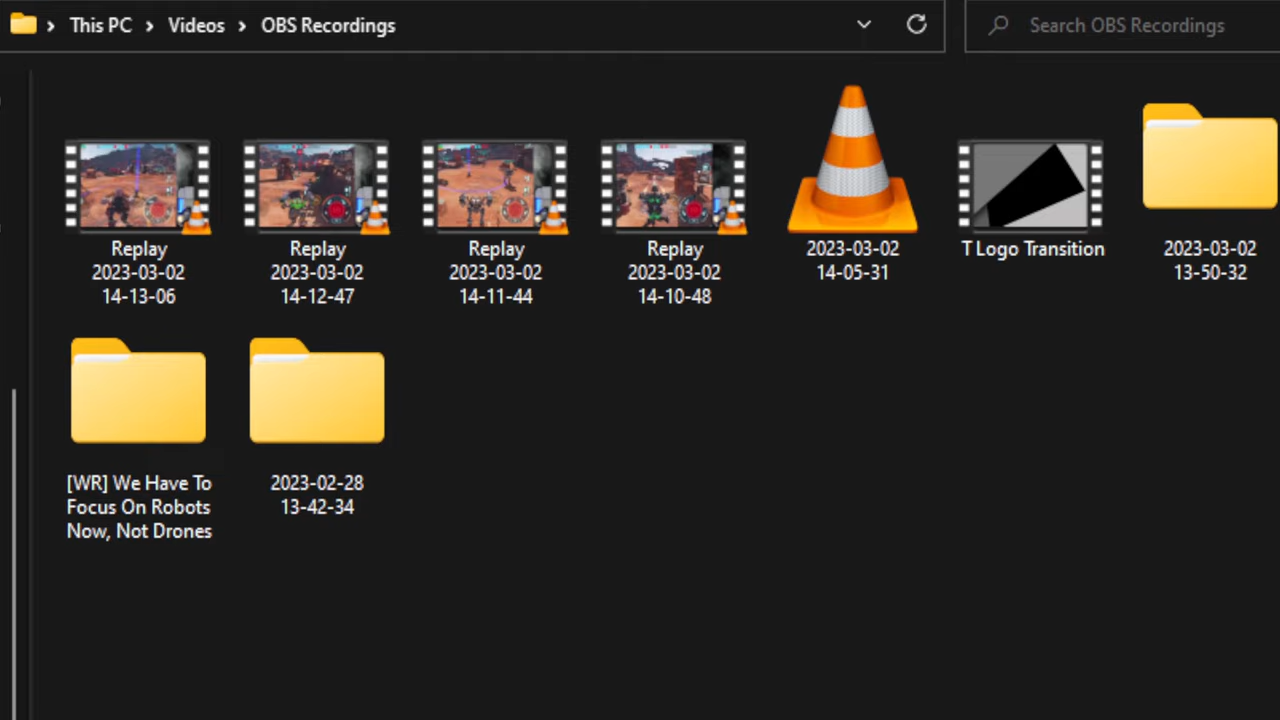 This PC > Videos > OBS Recordings
Search OBS Recordings
Replay
2023-03-02
14-13-06
Replay
2023-03-02
14-12-47
Replay
2023-03-02
14-11-44
Replay
2023-03-02
14-10-48
2023-03-02
14-05-31
T Logo Transition
2023-03-02
13-50-32
[WR] We Have To
Focus On Robots
Now, Not Drones
2023-02-28
13-42-34